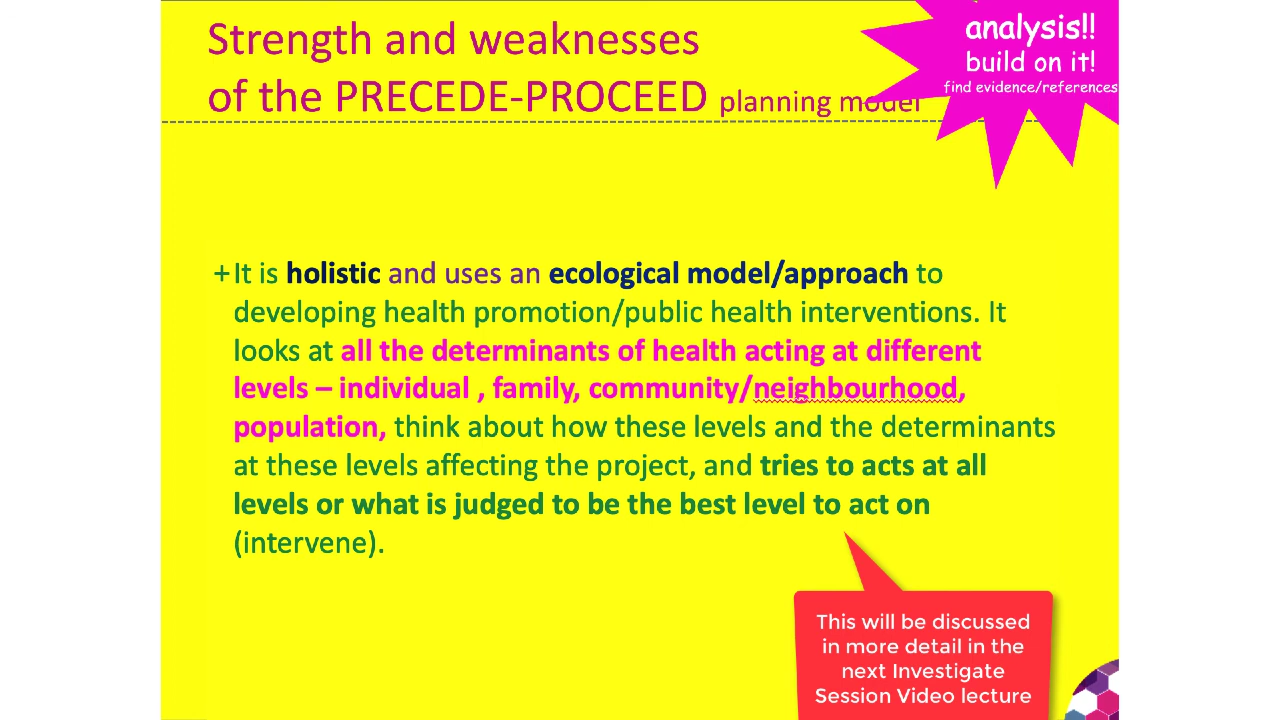 Strength and weaknesses
of the PRECEDE-PROCEED planning model
analysis!!
build on it!
find evidence/references
+ It is holistic and uses an ecological model/approach to
developing health promotion/public health interventions. It
looks at all the determinants of health acting at different
levels – individual , family, community/neighbourhood,
population, think about how these levels and the determinants
at these levels affecting the project, and tries to acts at all
levels or what is judged to be the best level to act on
(intervene).
This will be discussed
in more detail in the
next Investigate
Session Video lecture